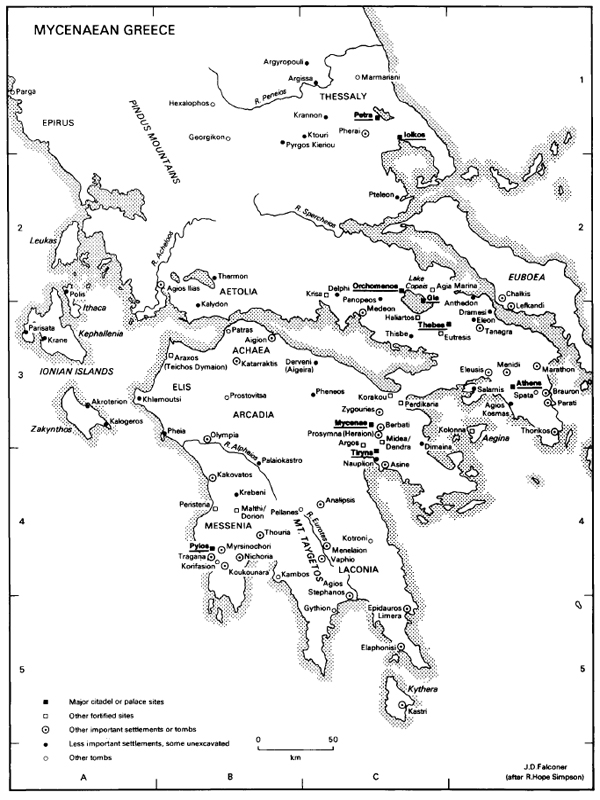 MYCENAEAN GREECE
Argyropouli
Argissa
Marmariani
1
Parga
Hexalophos
R. Peneios
THESSALY
EPIRUS
PINDUS MOUNTAINS
Krannon
Petra
Georgikon
Ktouri
Pherai
Iolkos
Pyrgos Kieriou
Pteleon
2
2
R. Spercheios
Leukas
R. Achelios
EUBOEA
Agios Ilias
Thermon
AETOLIA
Kalydon
Delphi
Krisa
Orchomenos
Panopeos
Lake
Copais
Agia Marina
Gla
Medeon
Haliartos
Anthedon
Chalkis
Lefkandi
Dramesi
Eleon
Thebes
Tanagra
Polis
Ithaca
Parisata
Krane
Kephallenia
Thisbe
Eutresis
Patras
Aigion
ACHAEA
Araxos
(Teichos Dymaion)
Katarraktis
Derveni
(Aigeira)
3
3
IONIAN ISLANDS
ELIS
Eleusis
Menidi
Marathon
Athens
Salamis
Spata
Brauron
Akroterion
Khlemoutsi
Prostovitsa
Pheneos
Korakou
Perdikaria
Agios
Kosmas
Perati
ARCADIA
Zygouries
Kalogeros
Zakynthos
Pheia
Olympia
Mycenae
Berbati
Kolonna
Aegina
Thorikos
Prosymna (Heraion)
Argos
Midea/
Dendra
Dimaina
R. Alpheios
Palaiokastro
Tiryns
Nauplion
Asine
Kakovatos
Krebani
Peristeria
Malthi/
Dorion
Pellanes
Analipsis
4
4
MESSENIA
Thouria
R. Eurotas
MT. TAYGETOS
Kotroni
Pylos
Myrsinochori
Menelaion
Tragana
Nichoria
Vaphio
Korifasion
Koukounara
Kambos
LACONIA
Agios
Stephanos
Gythion
Epidauros
Limera
Elaphonisi
5
5
Kythera
Kastri
Major citadel or palace sites
Other fortified sites
Other important settlements or tombs
Less important settlements, some unexcavated
Other tombs
0
50
km
J.D.Falconer
(after R.Hope Simpson)
A
B
C